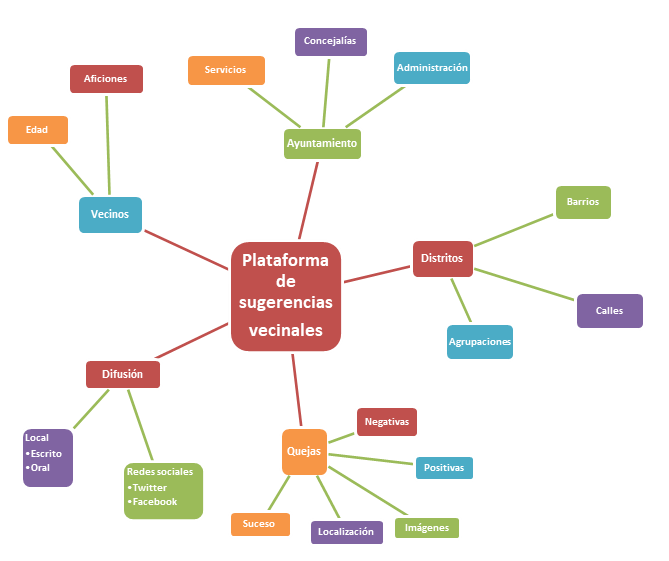 Concejalías
Servicios
Administración
Aficiones
Edad
Ayuntamiento
Vecinos
Barrios
Plataforma
de
sugerencias
vecinales
Distritos
Calles
Agrupaciones
Difusión
Negativas
Local
•Escrito
•Oral
Quejas
Positivas
Redes sociales
•Twitter
•Facebook
Suceso
Localización
Imágenes